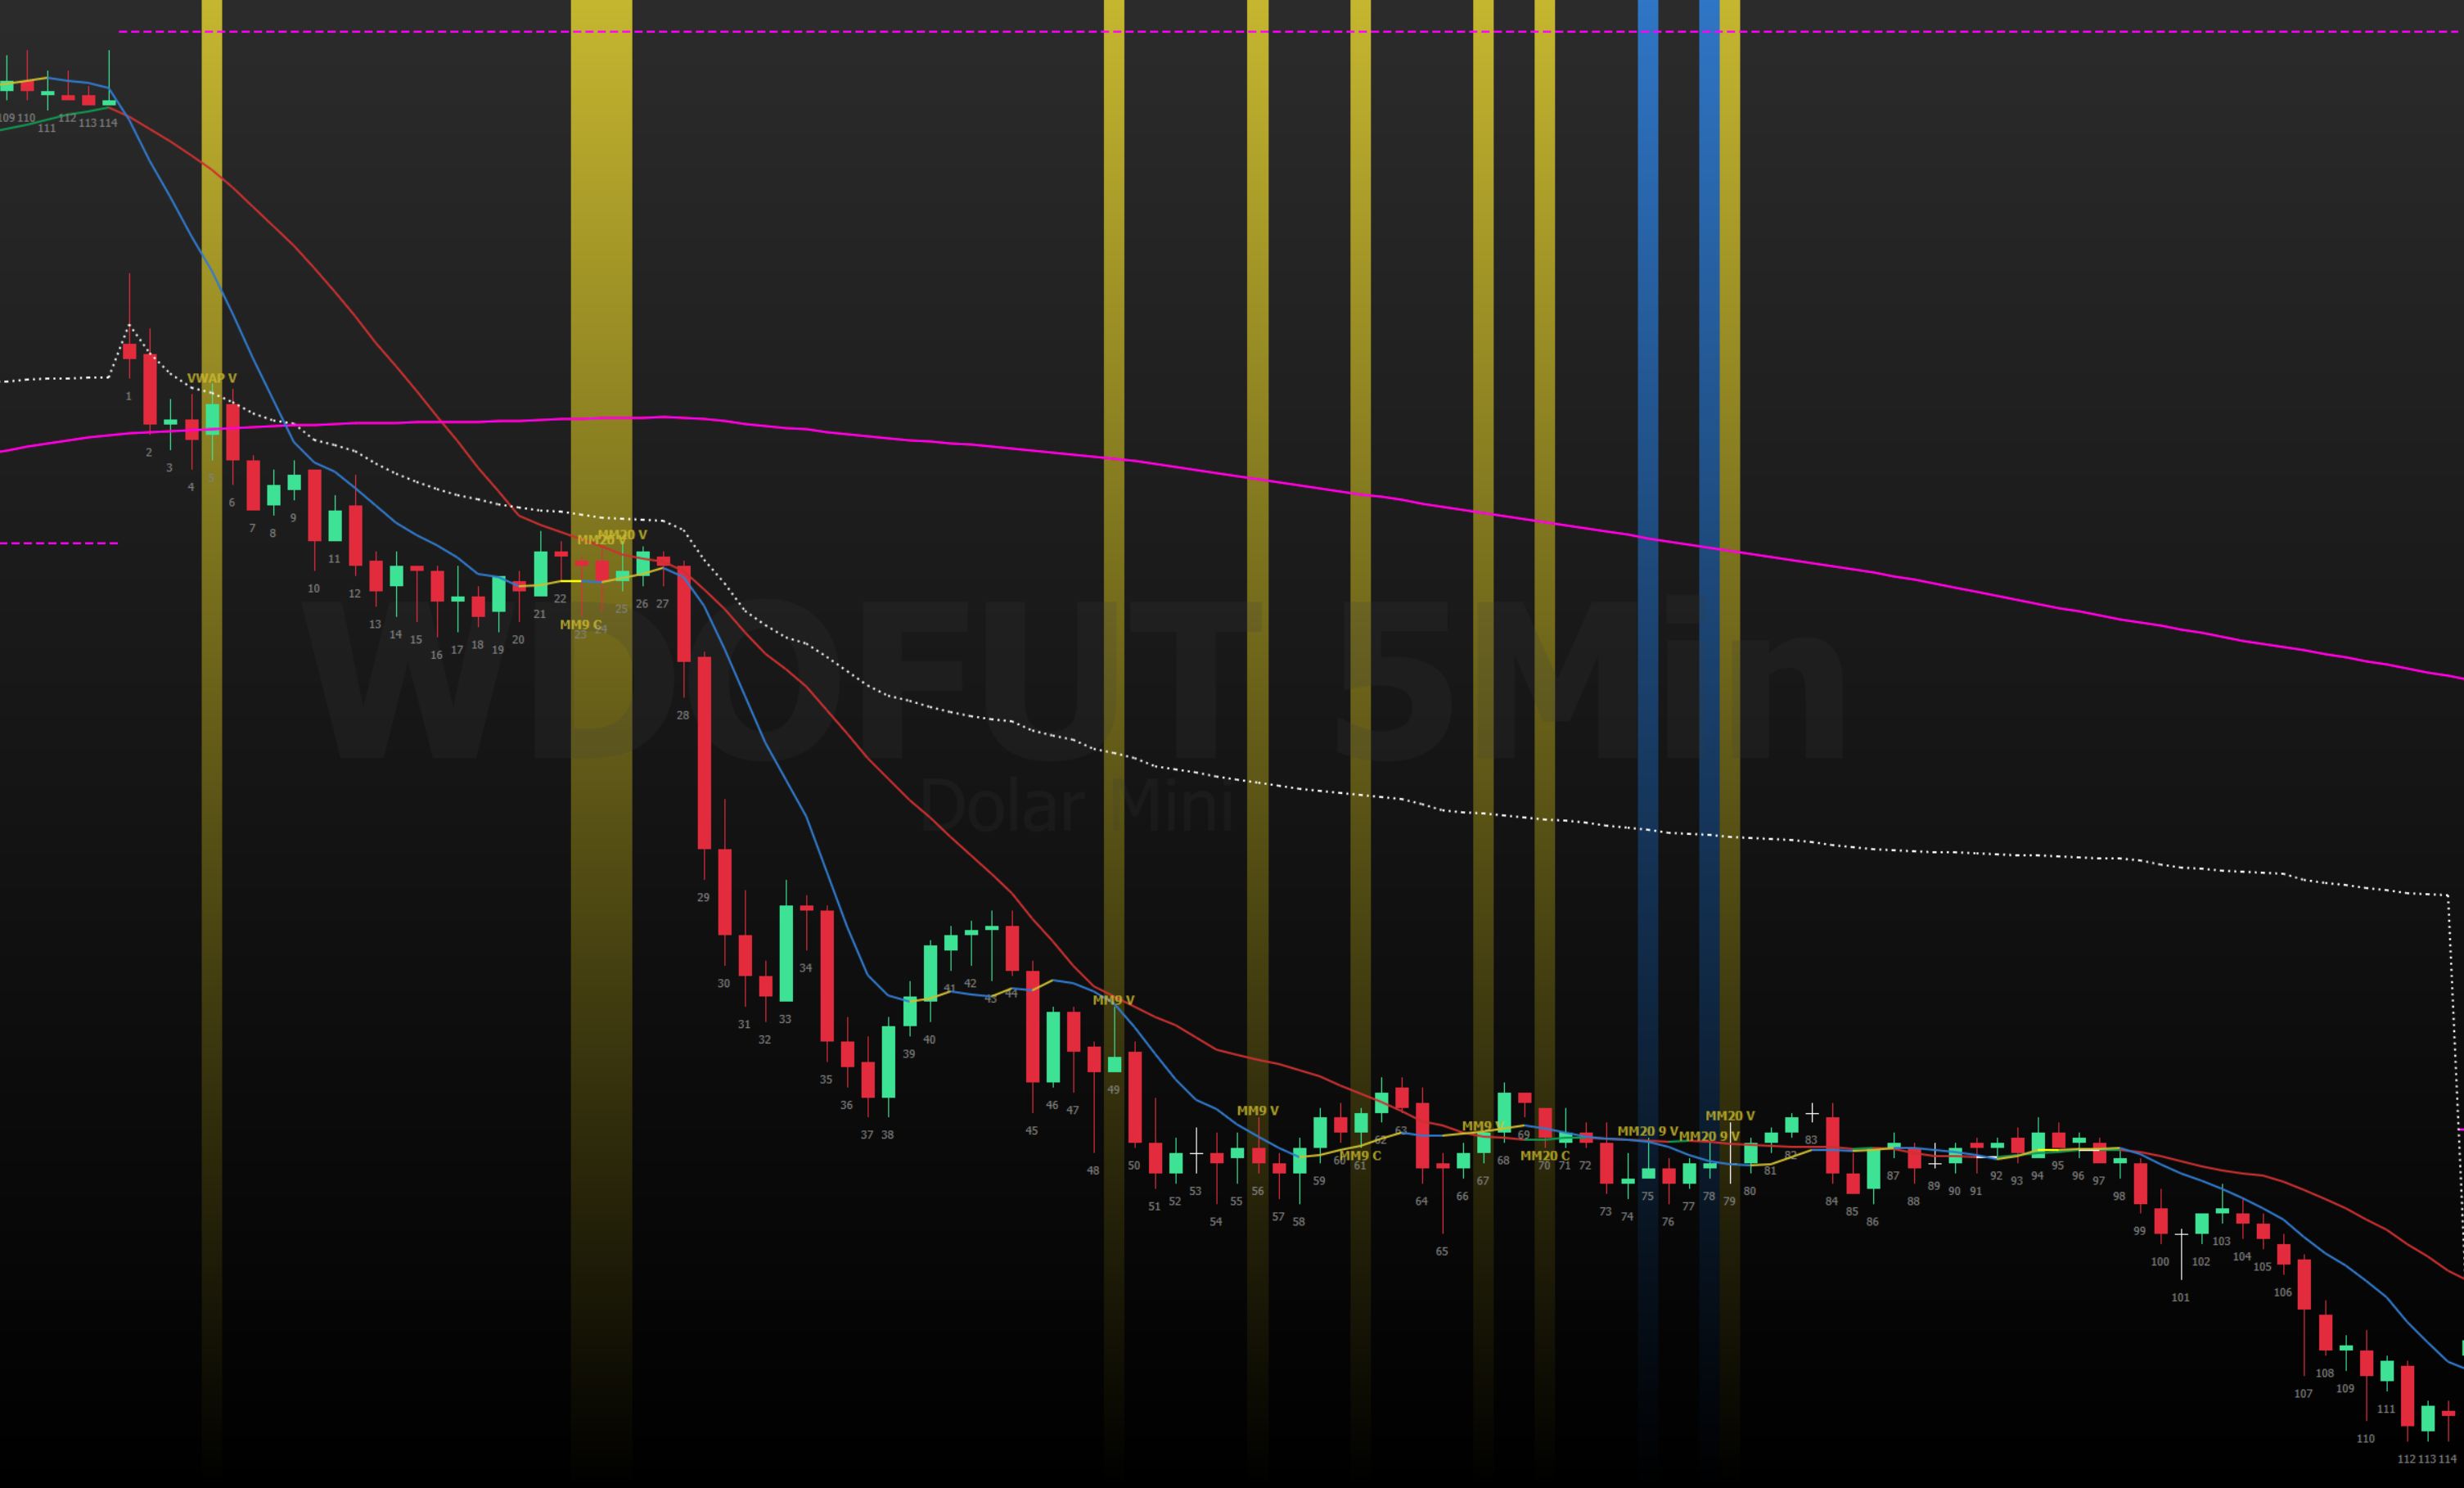 109 110 111 112 113 114
VWAP V
1 2 3 4 5 6 7 8 9 10 11 12 13 14 15 16 17 18 19 20 21 22 23 24 25 26 27 28 29 30 31 32 33 34 35 36 37 38 39 40 41 42 43 44 45 46 47 48 49 50 51 52 53 54 55 56 57 58 59 60 61 62 63 64 65 66 67 68 69 70 71 72 73 74 75 76 77 78 79 80 81 82 83 84 85 86 87 88 89 90 91 92 93 94 95 96 97 98 99 100 101 102 103 104 105 106 107 108 109 110 111 112 113 114
MM20 V
MM20 V
MM9 C
WDOFUT 5Min
Dolar Mini
MM9 V
MM9 V
MM9 C
MM9 V
MM20 C
MM20 9 V
MM20 9 V
MM20 V